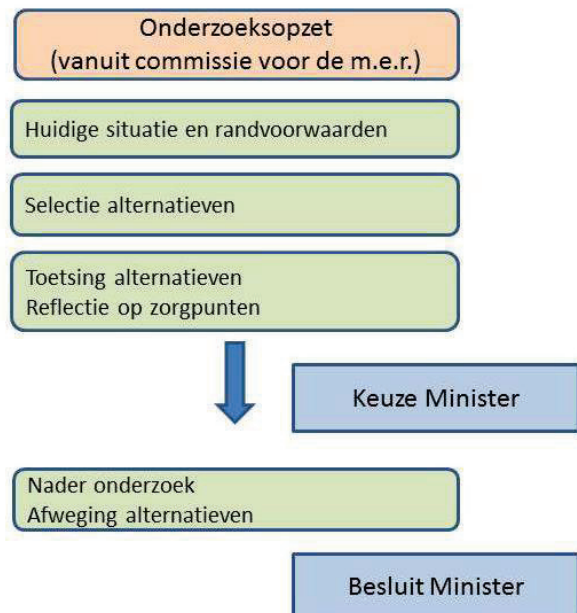 Onderzoeksopzet
(vanuit commissie voor de m.e.r.)
Huidige situatie en randvoorwaarden
Selectie alternatieven
Toetsing alternatieven
Reflectie op zorgpunten
Keuze Minister
Nader onderzoek
Afweging alternatieven
Besluit Minister